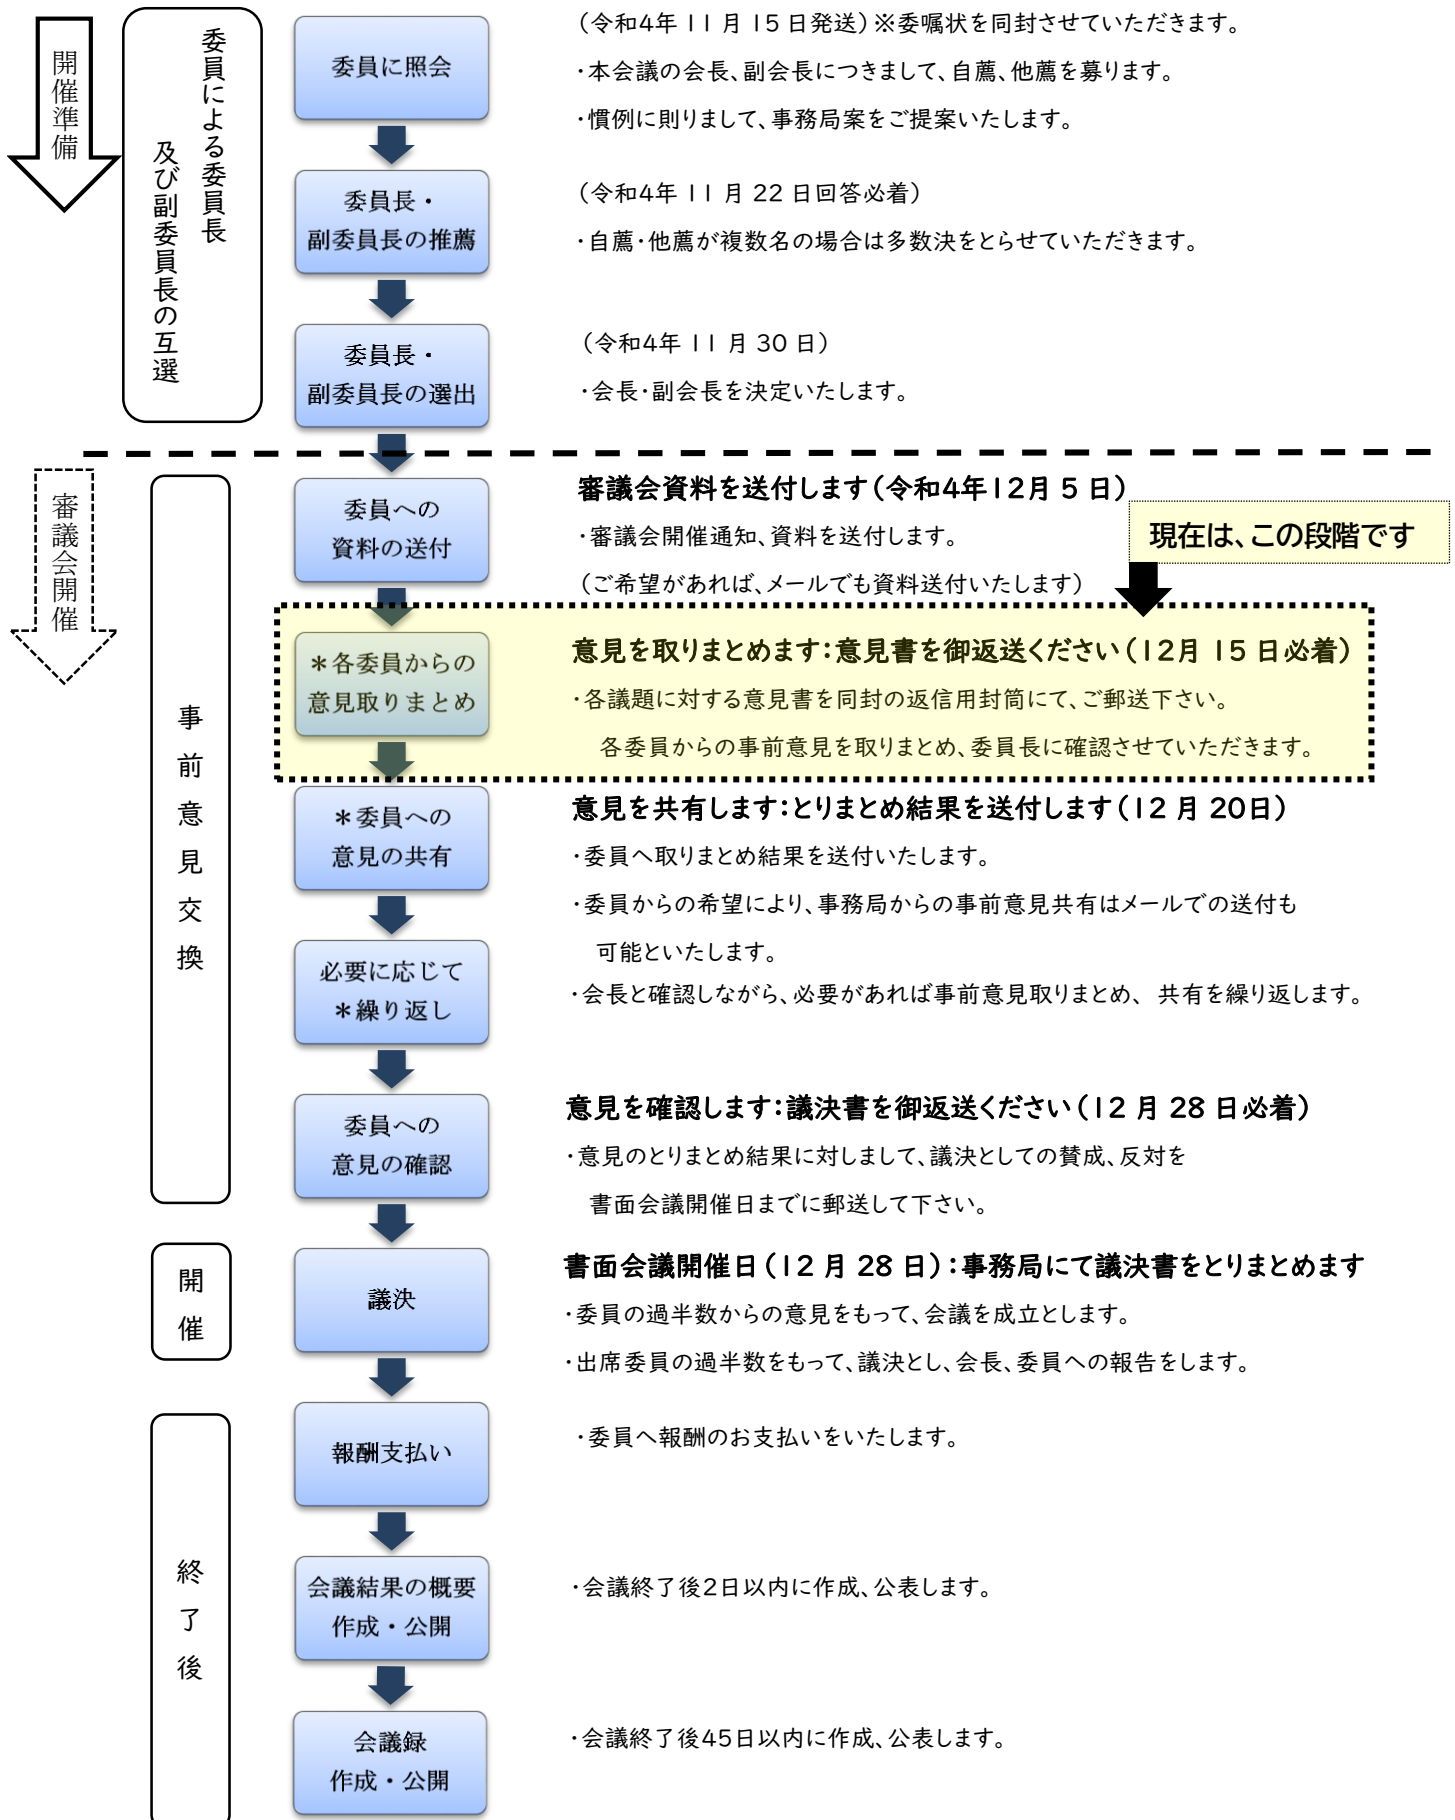 開催準備
委員による委員長
及び副委員長の互選
委員に照会
(令和4年 11 月 15 日発送)※委嘱状を同封させていただきます。
・本会議の会長、副会長につきまして、自薦、他薦を募ります。
・慣例に則りまして、事務局案をご提案いたします。
委員長・
副委員長の推薦
(令和4年 11 月 22 日回答必着)
・自薦・他薦が複数名の場合は多数決をとらせていただきます。
委員長・
副委員長の選出
(令和4年 11 月 30 日)
・会長・副会長を決定いたします。
審議会開催
事前意見交換
委員への
資料の送付
審議会資料を送付します(令和4年12月 5 日)
・審議会開催通知、資料を送付します。
(ご希望があれば、メールでも資料送付いたします)
現在は、この段階です
＊各委員からの
意見取りまとめ
意見を取りまとめます:意見書を御返送ください(12月 15 日必着)
・各議題に対する意見書を同封の返信用封筒にて、ご郵送下さい。
各委員からの事前意見を取りまとめ、委員長に確認させていただきます。
＊委員への
意見の共有
意見を共有します:とりまとめ結果を送付します(12 月 20日)
・委員へ取りまとめ結果を送付いたします。
・委員からの希望により、事務局からの事前意見共有はメールでの送付も
可能といたします。
必要に応じて
＊繰り返し
・会長と確認しながら、必要があれば事前意見取りまとめ、 共有を繰り返します。
委員への
意見の確認
意見を確認します:議決書を御返送ください(12 月 28 日必着)
・意見のとりまとめ結果に対しまして、議決としての賛成、反対を
書面会議開催日までに郵送して下さい。
開催
議決
書面会議開催日(12 月 28 日):事務局にて議決書をとりまとめます
・委員の過半数からの意見をもって、会議を成立とします。
・出席委員の過半数をもって、議決とし、会長、委員への報告をします。
終了後
報酬支払い
・委員へ報酬のお支払いをいたします。
会議結果の概要
作成・公開
・会議終了後2日以内に作成、公表します。
会議録
作成・公開
・会議終了後45日以内に作成、公表します。